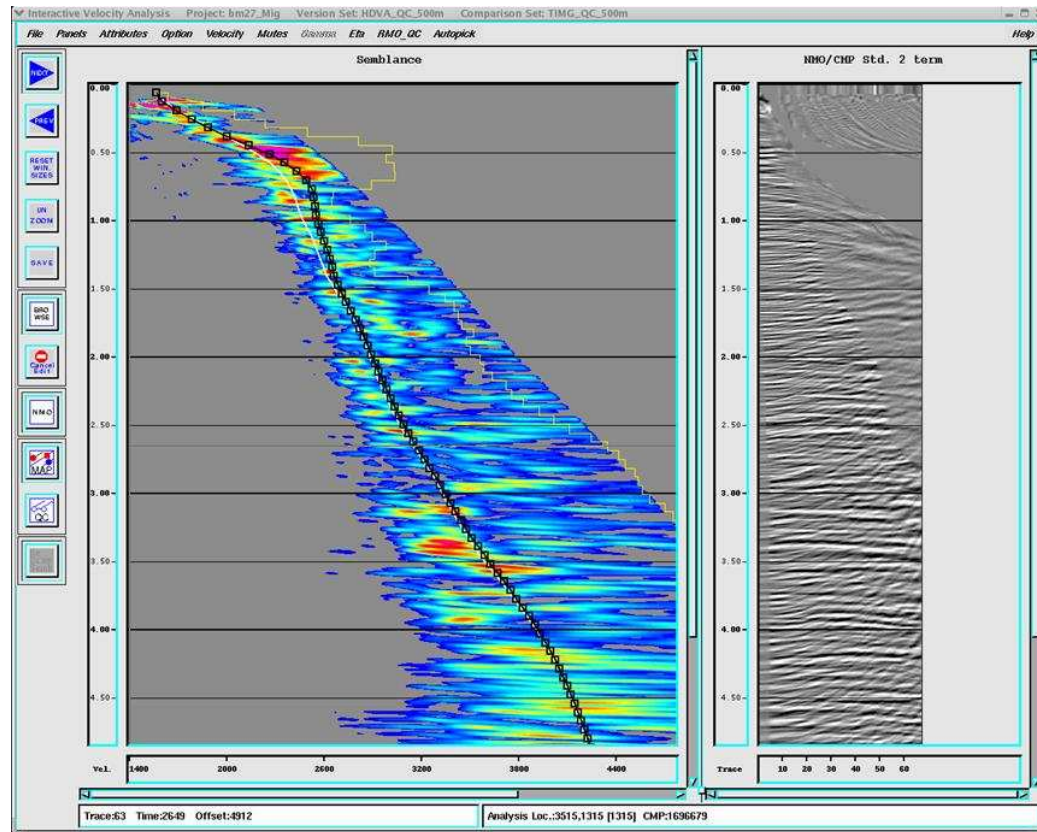 Interactive Velocity Analysis Project: bm27_Mig Version Set: HDVA_QC_500m Comparison Set: TIMG_QC_500m
File Panels Attributes Option Velocity Mutes Gamma Eta RMO_QC Autopick Help
Semblance
NMO/CMP Std. 2 term
NEXT
PREV
RESET
WIN.
SIZES
UN
ZOOM
SAVE
BRO
WSE
Cancel
Edit
NMO
MAP
QC
0.00
0.50
1.00
1.50
2.00
2.50
3.00
3.50
4.00
4.50
0.00
0.50
1.00
1.50
2.00
2.50
3.00
3.50
4.00
4.50
Vel. 1400 2000 2600 3200 3800 4400
Trace 10 20 30 40 50 60
Trace:63 Time:2649 Offset:4912
Analysis Loc.:3515,1315 [1315] CMP:1696679